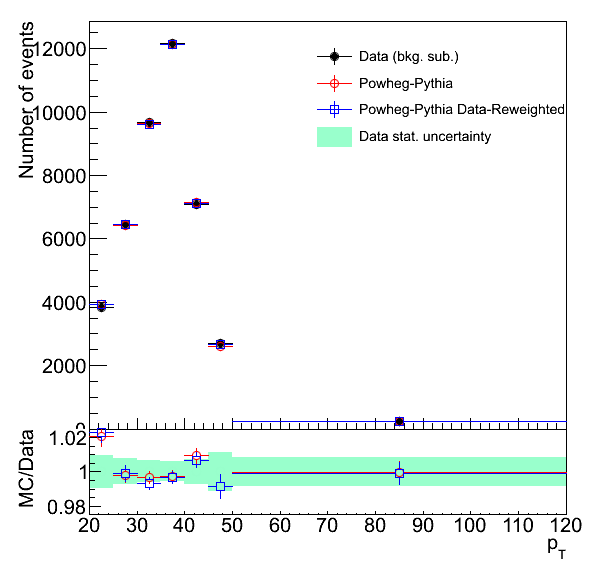 Number of events
12000
10000
8000
6000
4000
2000
Data (bkg. sub.)
Powheg-Pythia
Powheg-Pythia Data-Reweighted
Data stat. uncertainty
MC/Data
1.02
1
0.98
20 30 40 50 60 70 80 90 100 110 120
p_T